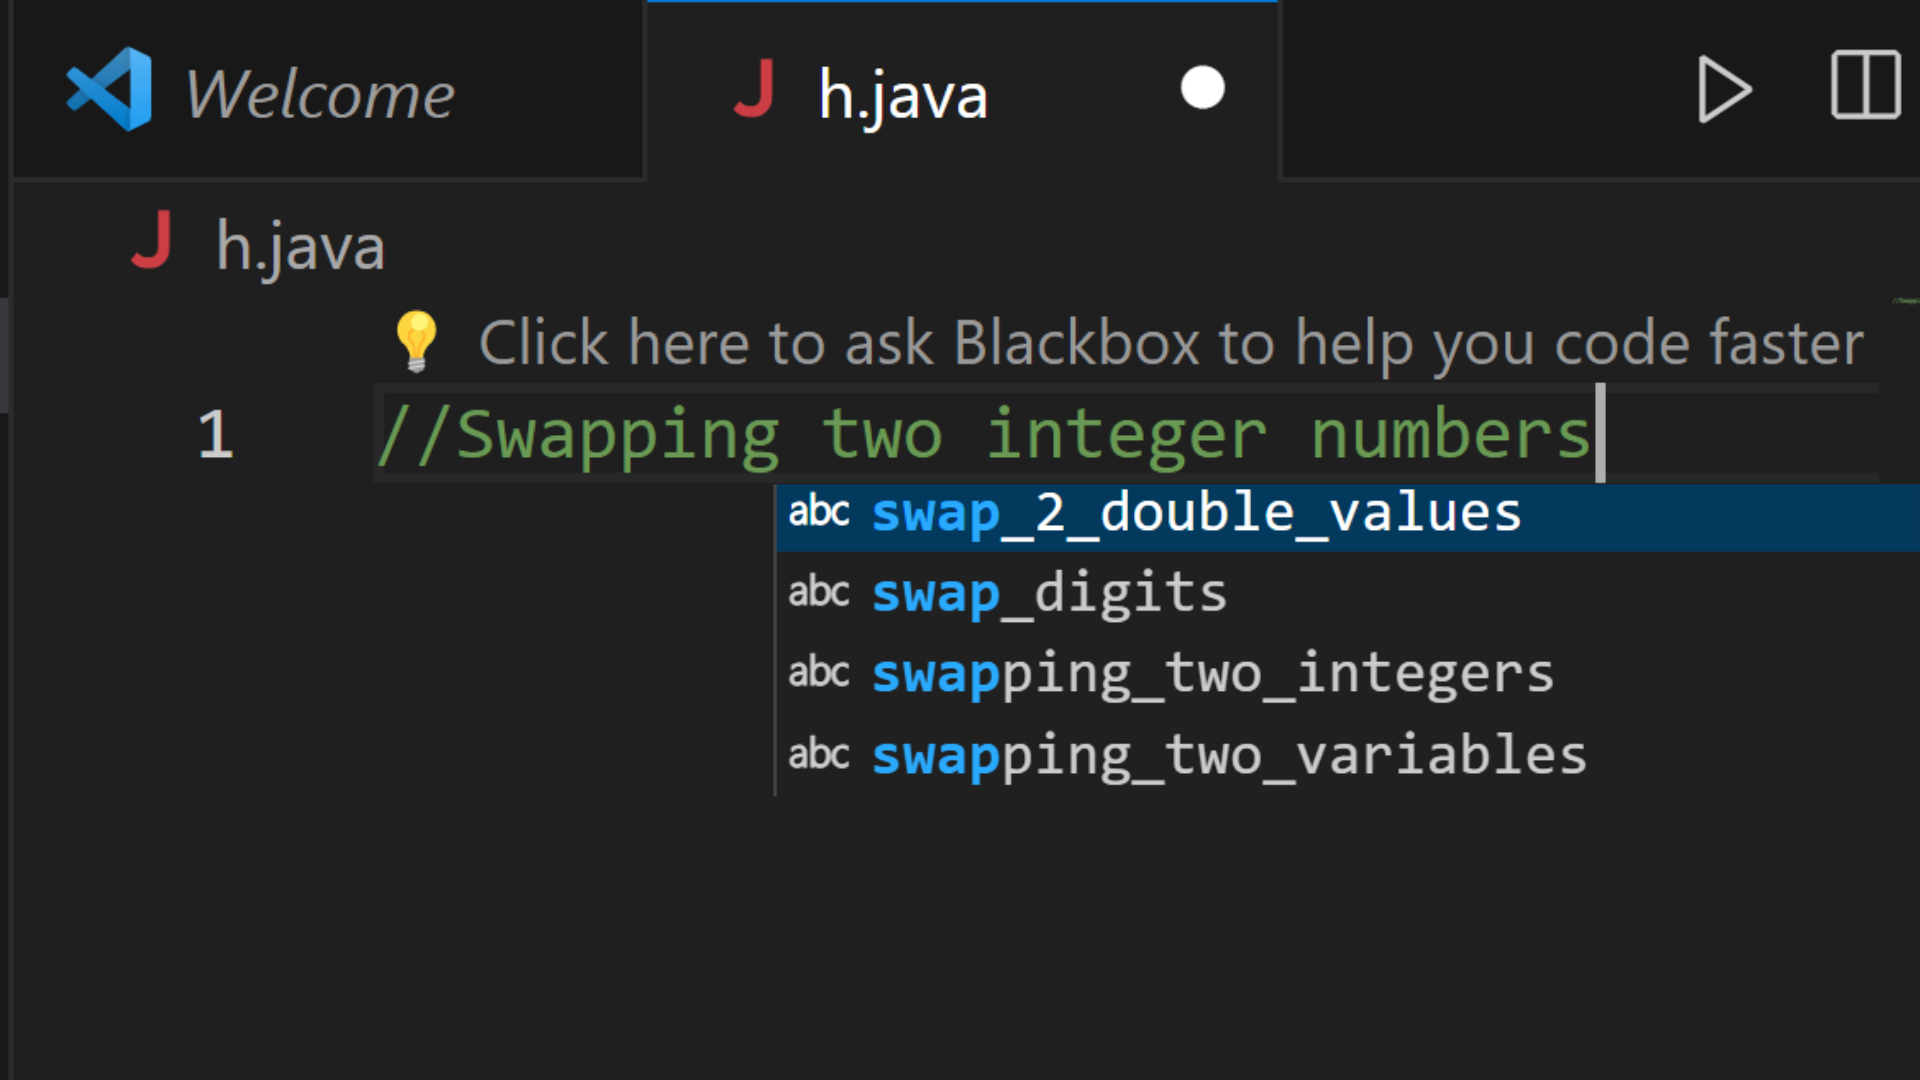 Welcome
h.java
h.java
Click here to ask Blackbox to help you code faster
1 //Swapping two integer numbers
abc swap_2_double_values
abc swap_digits
abc swapping_two_integers
abc swapping_two_variables